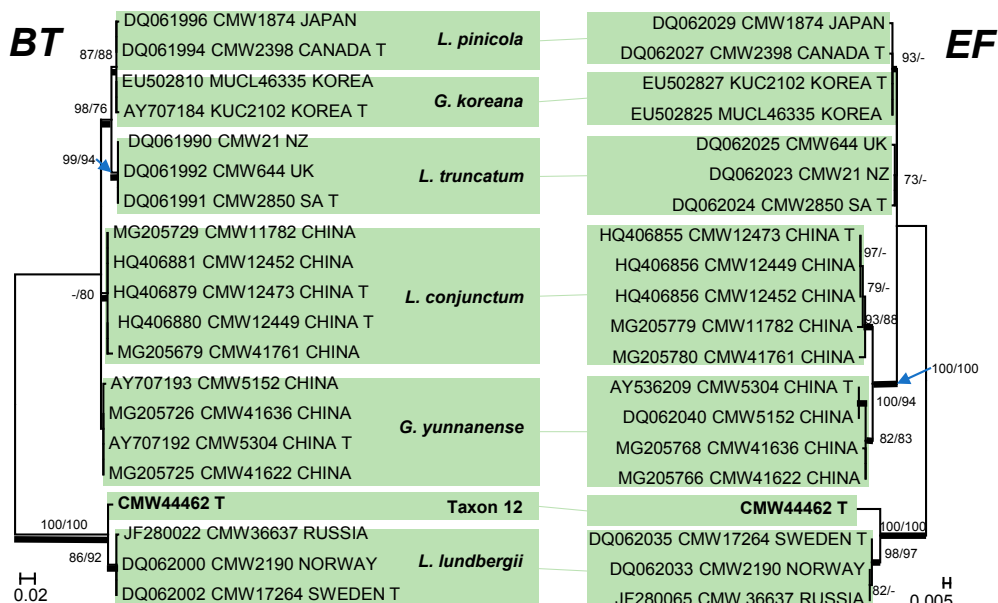 BT
DQ061996 CMW1874 JAPAN
DQ061994 CMW2398 CANADA T
L. pinicola
87/88
EU502810 MUCL46335 KOREA
AY707184 KUC2102 KOREA T
G. koreana
98/76
DQ061990 CMW21 NZ
DQ061992 CMW644 UK
DQ061991 CMW2850 SA T
L. truncatum
99/94
MG205729 CMW11782 CHINA
HQ406881 CMW12452 CHINA
HQ406879 CMW12473 CHINA T
HQ406880 CMW12449 CHINA T
MG205679 CMW41761 CHINA
L. conjunctum
-/80
AY707193 CMW5152 CHINA
MG205726 CMW41636 CHINA
AY707192 CMW5304 CHINA T
MG205725 CMW41622 CHINA
G. yunnanense
CMW44462 T
Taxon 12
100/100
JF280022 CMW36637 RUSSIA
DQ062000 CMW2190 NORWAY
DQ062002 CMW17264 SWEDEN T
L. lundbergii
86/92
0.02
EF
DQ062029 CMW1874 JAPAN
DQ062027 CMW2398 CANADA T
93/-
EU502827 KUC2102 KOREA T
EU502825 MUCL46335 KOREA
DQ062025 CMW644 UK
DQ062023 CMW21 NZ
DQ062024 CMW2850 SA T
73/-
HQ406855 CMW12473 CHINA T
HQ406856 CMW12449 CHINA
HQ406856 CMW12452 CHINA
MG205779 CMW11782 CHINA
MG205780 CMW41761 CHINA
97/-
79/-
93/88
100/100
AY536209 CMW5304 CHINA T
DQ062040 CMW5152 CHINA
MG205768 CMW41636 CHINA
MG205766 CMW41622 CHINA
100/94
82/83
CMW44462 T
100/100
DQ062035 CMW17264 SWEDEN T
DQ062033 CMW2190 NORWAY
JF280065 CMW 36637 RUSSIA
98/97
82/-
0.005